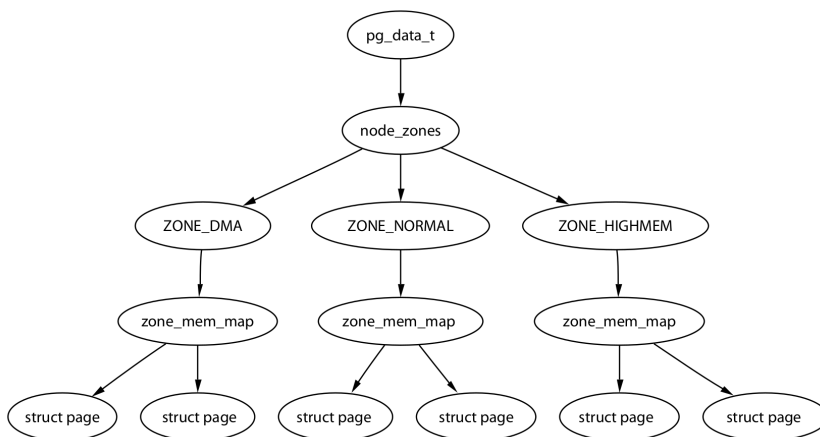 pg_data_t
node_zones
ZONE_DMA
ZONE_NORMAL
ZONE_HIGHMEM
zone_mem_map
zone_mem_map
zone_mem_map
struct page
struct page
struct page
struct page
struct page
struct page